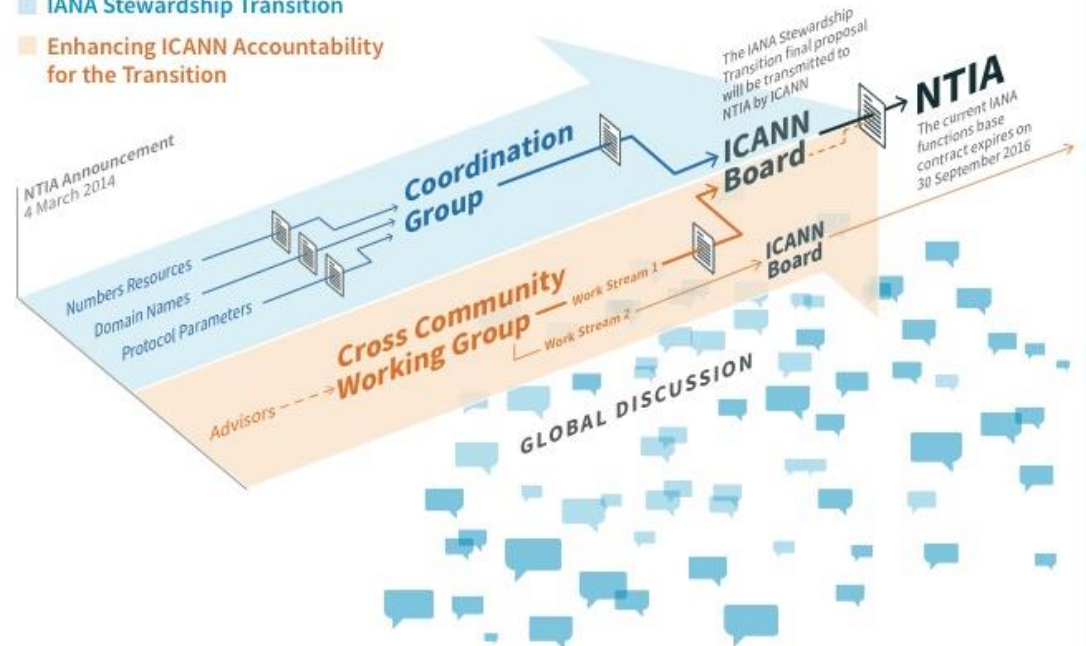 IANA Stewardship Transition
Enhancing ICANN Accountability
for the Transition
NTIA Announcement
4 March 2014
Numbers Resources
Domain Names
Protocol Parameters
Coordination
Group
The IANA Stewardship
Transition final proposal
will be transmitted to
NTIA by ICANN
ICANN
Board
NTIA
The current IANA
functions base
contract expires on
30 September 2016
Advisors
Cross Community
Working Group
Work Stream 1
Work Stream 2
ICANN
Board
GLOBAL DISCUSSION